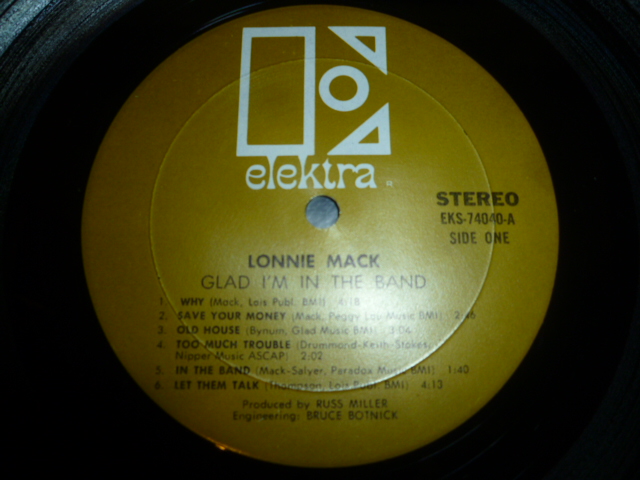 elektra
®
STEREO
EKS-74040-A
SIDE ONE
LONNIE MACK
GLAD I'M IN THE BAND
1. WHY (Mack, Lois Publ. BMI) 4:18
2. SAVE YOUR MONEY (Mack, Peggy Lou Music BMI) 2:46
3. OLD HOUSE (Bynum, Glad Music BMI) 3:04
4. TOO MUCH TROUBLE (Drummond-Keith-Stokes,
Nipper Music ASCAP) 2:02
5. IN THE BAND (Mack-Salyer, Paradox Music BMI) 1:40
6. LET THEM TALK (Thompson, Lois Publ. BMI) 4:13
Produced by RUSS MILLER
Engineering: BRUCE BOTNICK